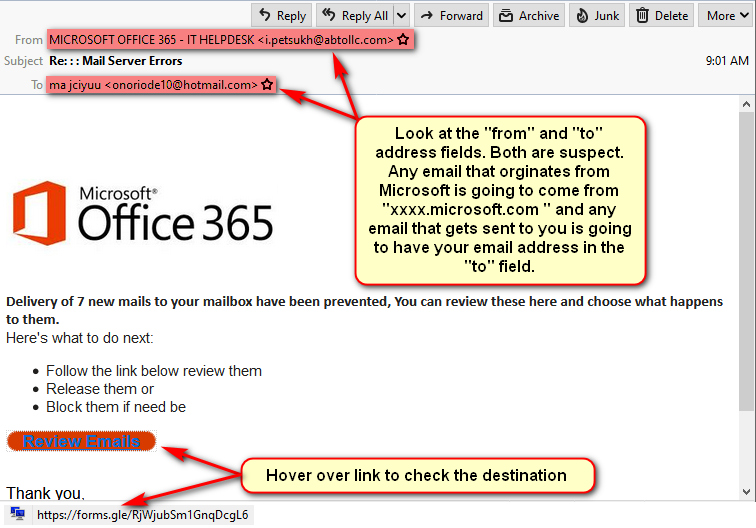 Reply Reply All Forward Archive Junk Delete More
From MICROSOFT OFFICE 365 - IT HELPDESK <i.petsukh@abtollc.com>
Subject Re: : : Mail Server Errors 9:01 AM
To ma jciyuu <onoriode10@hotmail.com>
Look at the "from" and "to"
address fields. Both are suspect.
Any email that orginates from
Microsoft is going to come from
"xxxx.microsoft.com " and any
email that gets sent to you is going
to have your email address in the
"to" field.
Microsoft®
Office 365
Delivery of 7 new mails to your mailbox have been prevented, You can review these here and choose what happens
to them.
Here's what to do next:
• Follow the link below review them
• Release them or
• Block them if need be
Review Emails
Hover over link to check the destination
Thank you,
https://forms.gle/RjWjubSm1GnqDcgL6